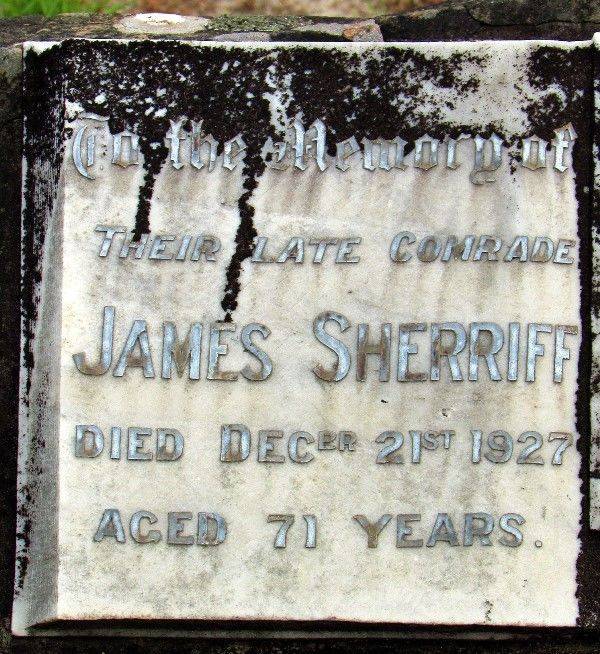 To the Memory of
THEIR LATE COMRADE
JAMES SHERRIFF
DIED DECBR 21ST 1927
AGED 71 YEARS.